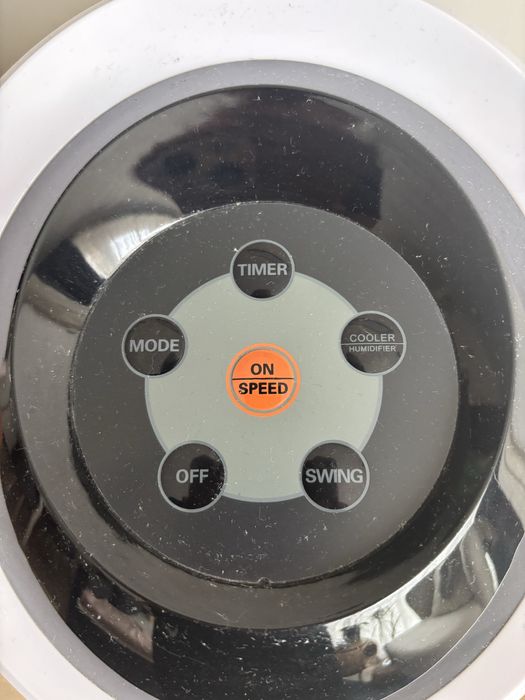 TIMER
MODE
COOLER
HUMIDIFIER
ON
SPEED
OFF
SWING